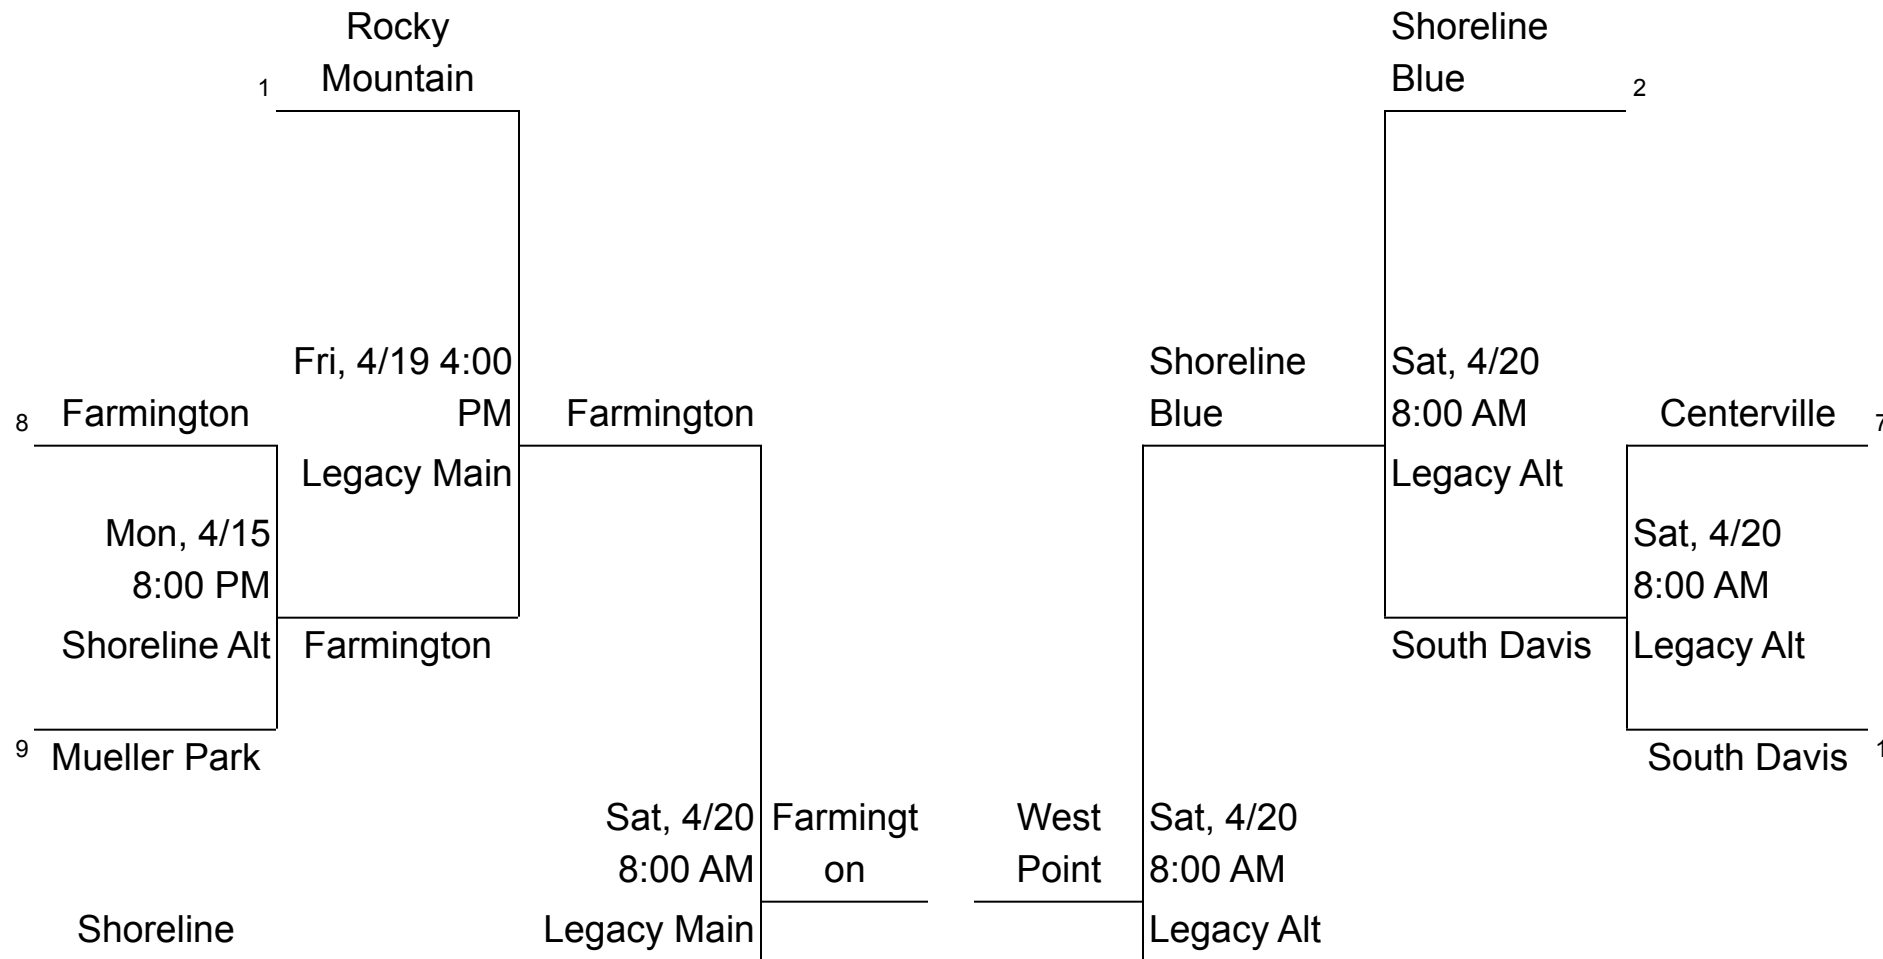 Rocky
Mountain
1
Shoreline
Blue
2
Fri, 4/19 4:00
PM
Legacy Main
8
Farmington
Farmington
Shoreline
Blue
Sat, 4/20
8:00 AM
Legacy Alt
Centerville
7
Mon, 4/15
8:00 PM
Shoreline Alt
Farmington
South Davis
Sat, 4/20
8:00 AM
Legacy Alt
9
Mueller Park
South Davis
Sat, 4/20
8:00 AM
Legacy Main
Farmingt
on
West
Point
Sat, 4/20
8:00 AM
Legacy Alt
Shoreline